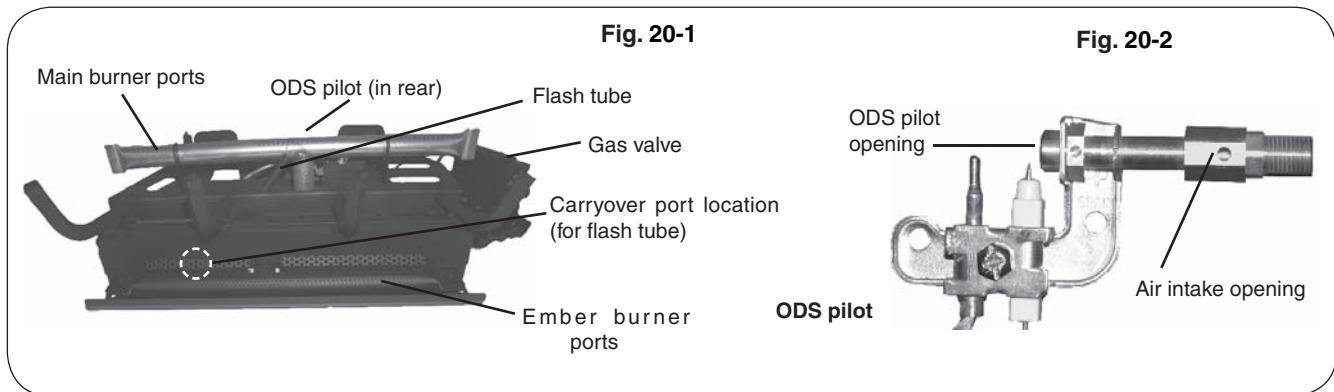 Fig. 20-1
Main burner ports
ODS pilot (in rear)
Flash tube
Gas valve
Carryover port location
(for flash tube)
Ember burner
ports
Fig. 20-2
ODS pilot
opening
Air intake opening
ODS pilot